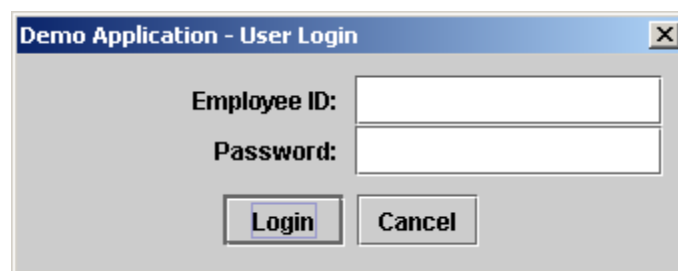 Demo Application - User Login
Employee ID:
Password:
Login Cancel